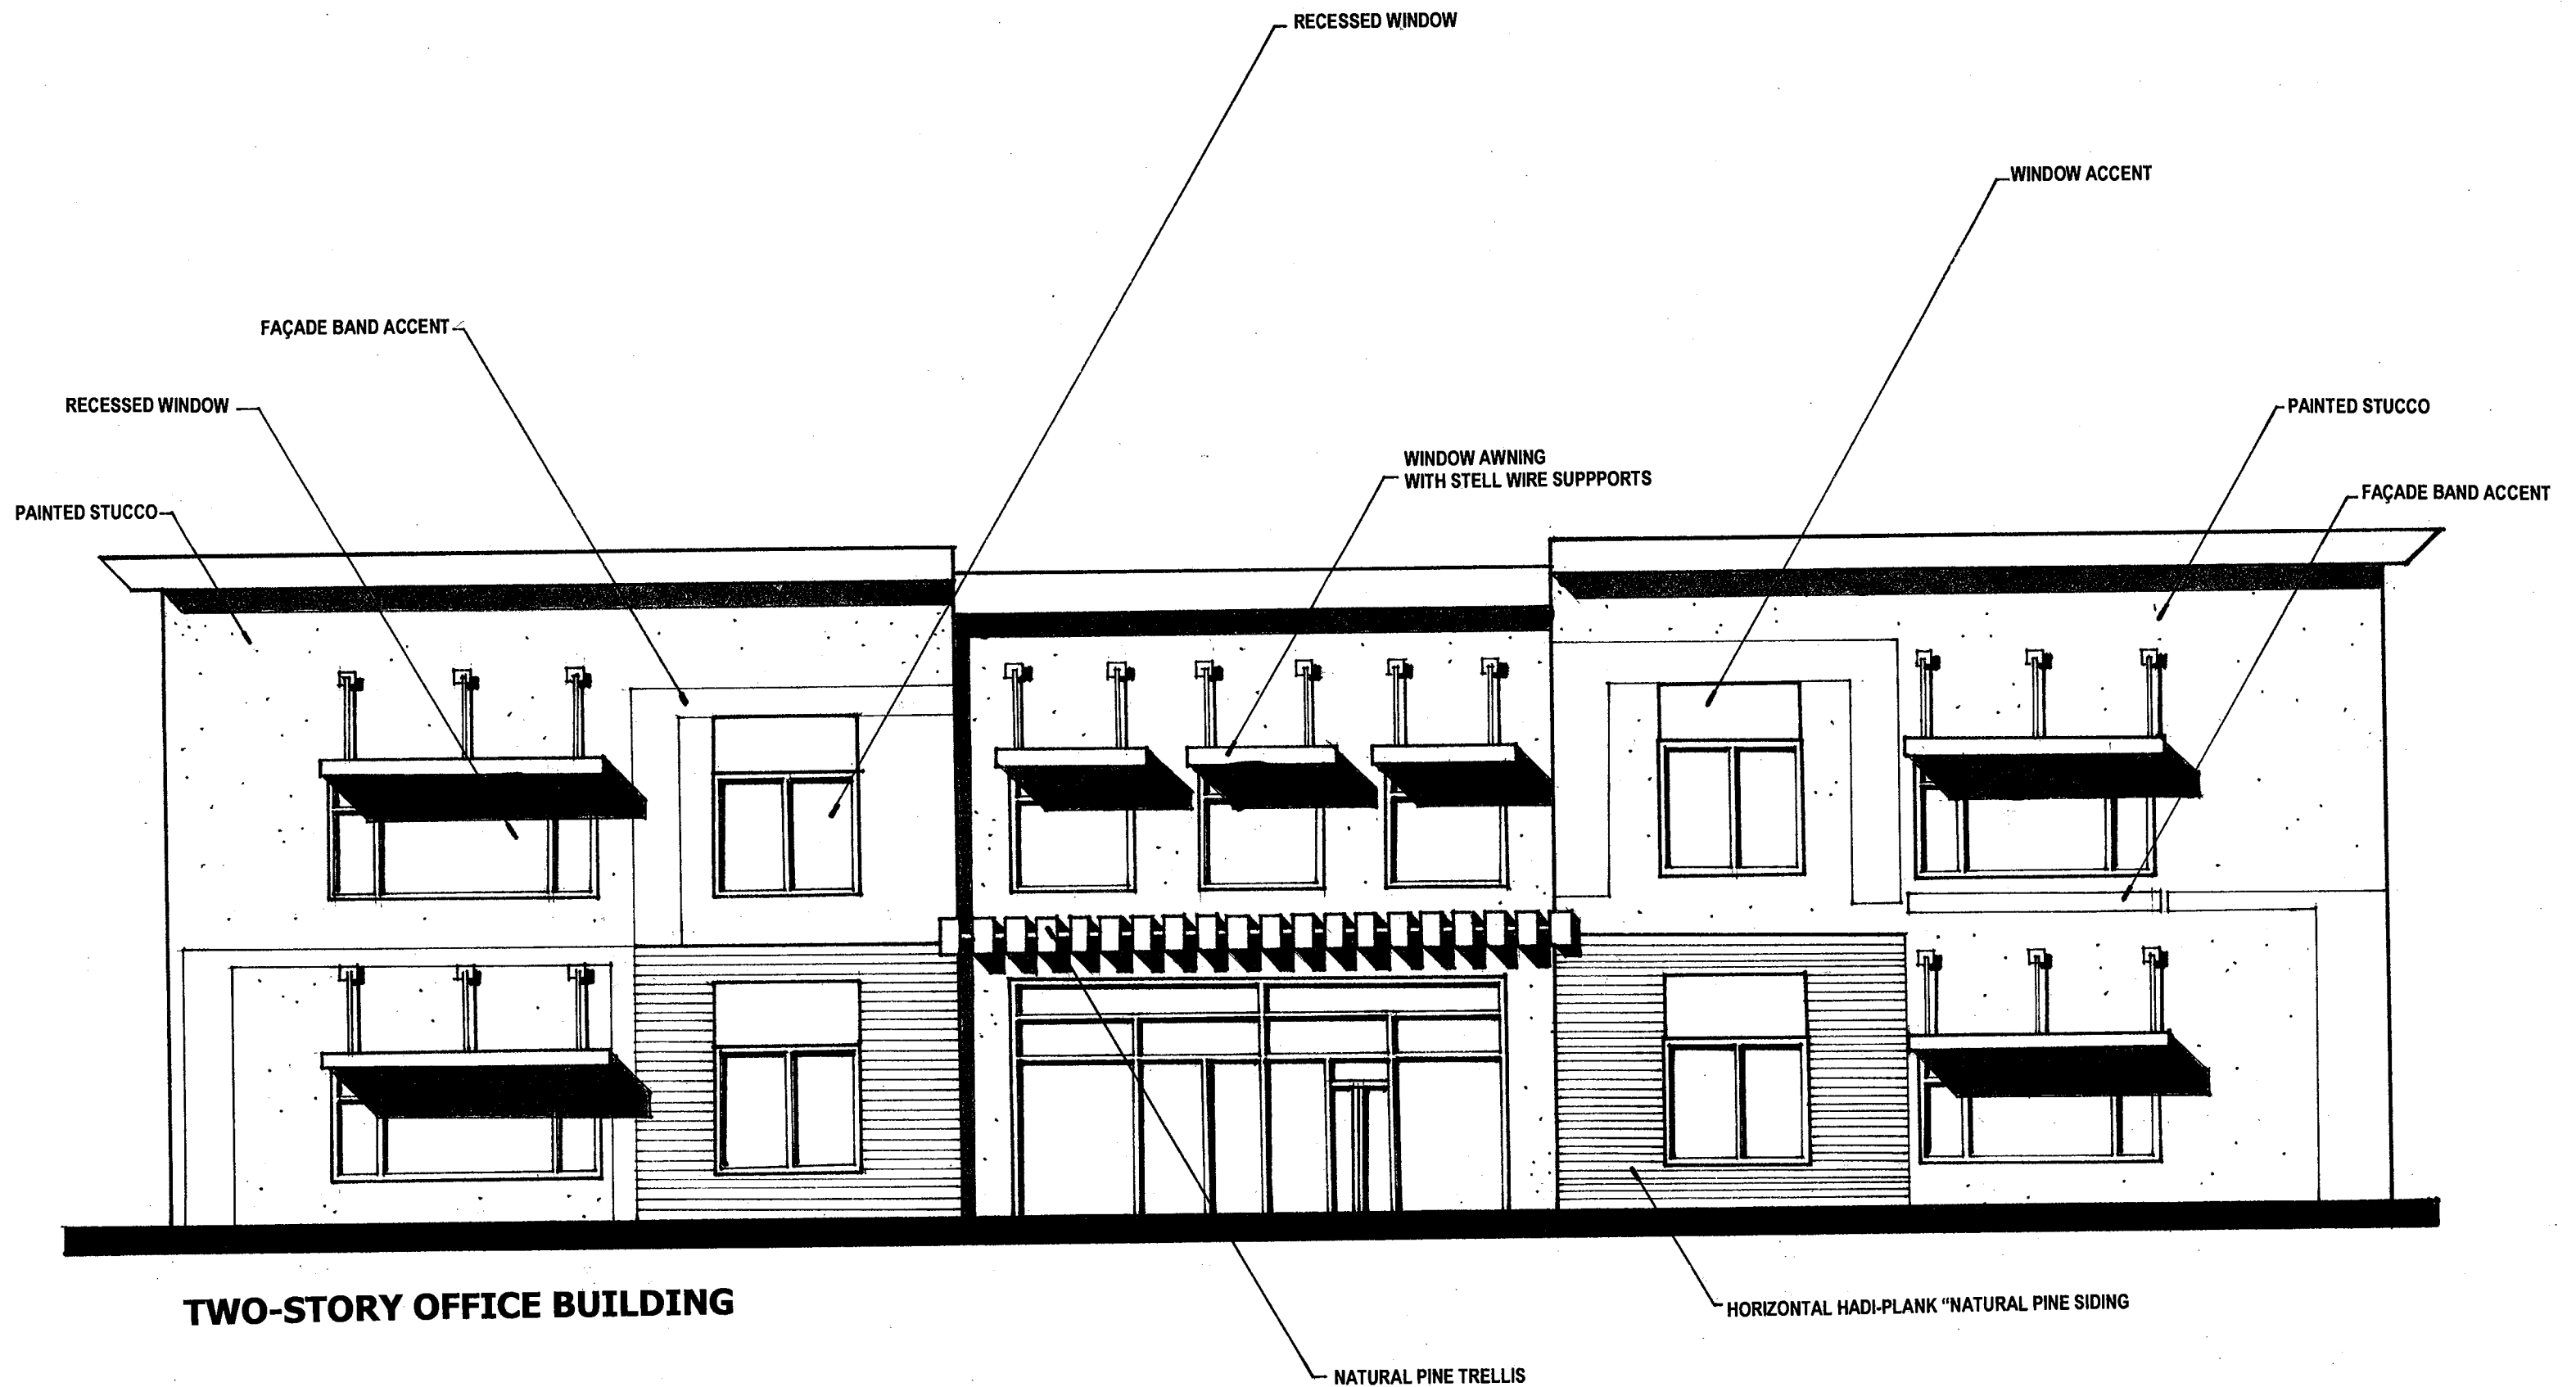 RECESSED WINDOW
WINDOW ACCENT
FAÇADE BAND ACCENT
RECESSED WINDOW
PAINTED STUCCO
WINDOW AWNING
WITH STELL WIRE SUPPPORTS
FAÇADE BAND ACCENT
PAINTED STUCCO
TWO-STORY OFFICE BUILDING
HORIZONTAL HADI-PLANK “NATURAL PINE SIDING
NATURAL PINE TRELLIS